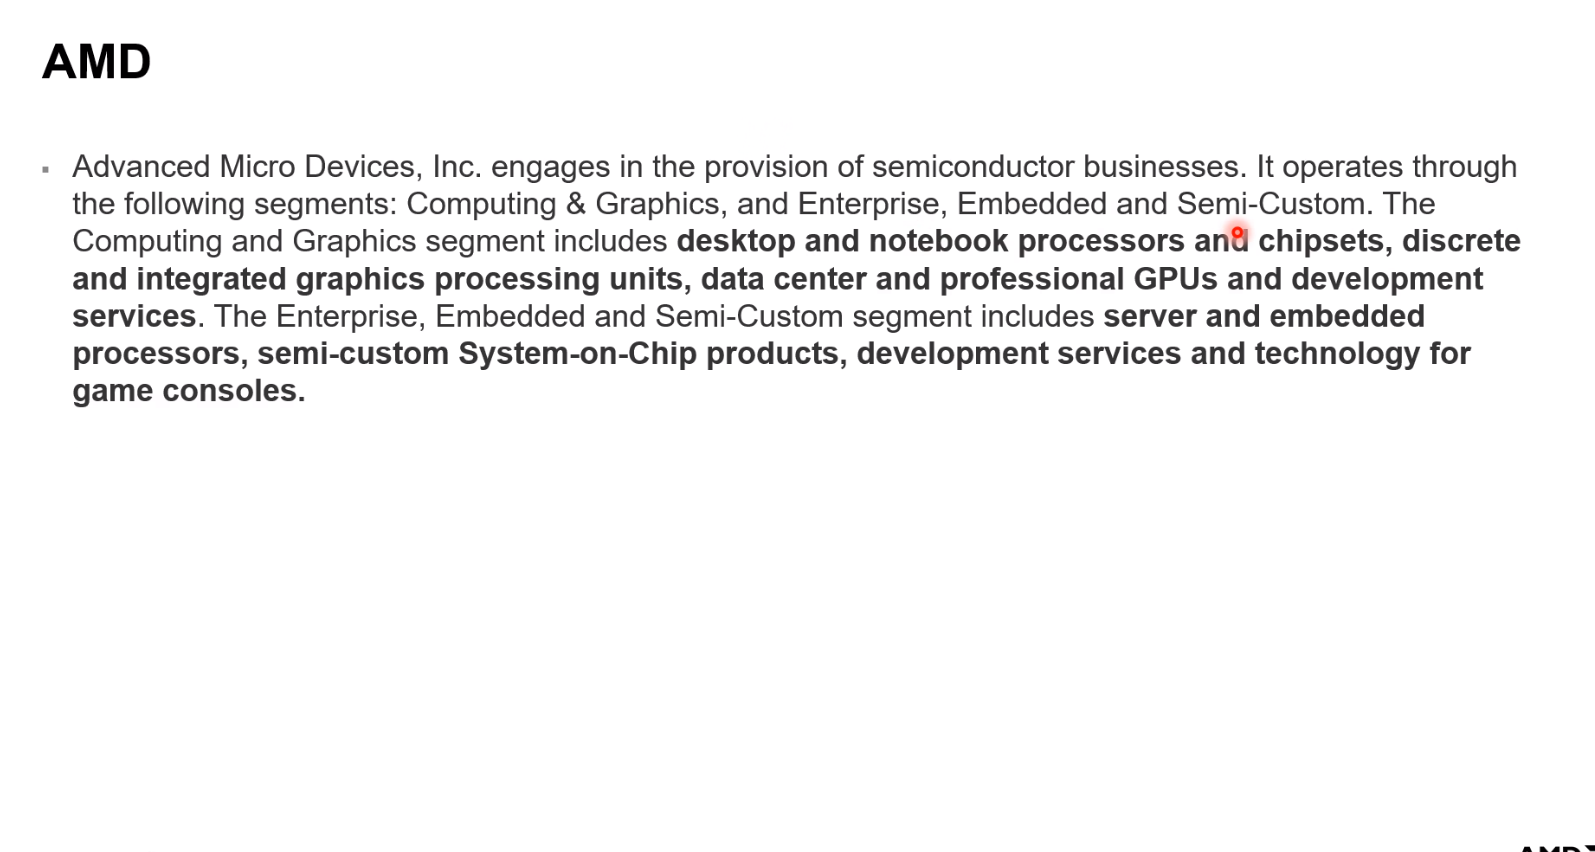 AMD
Advanced Micro Devices, Inc. engages in the provision of semiconductor businesses. It operates through
the following segments: Computing & Graphics, and Enterprise, Embedded and Semi-Custom. The
Computing and Graphics segment includes desktop and notebook processors and chipsets, discrete
and integrated graphics processing units, data center and professional GPUs and development
services. The Enterprise, Embedded and Semi-Custom segment includes server and embedded
processors, semi-custom System-on-Chip products, development services and technology for
game consoles.
AMD